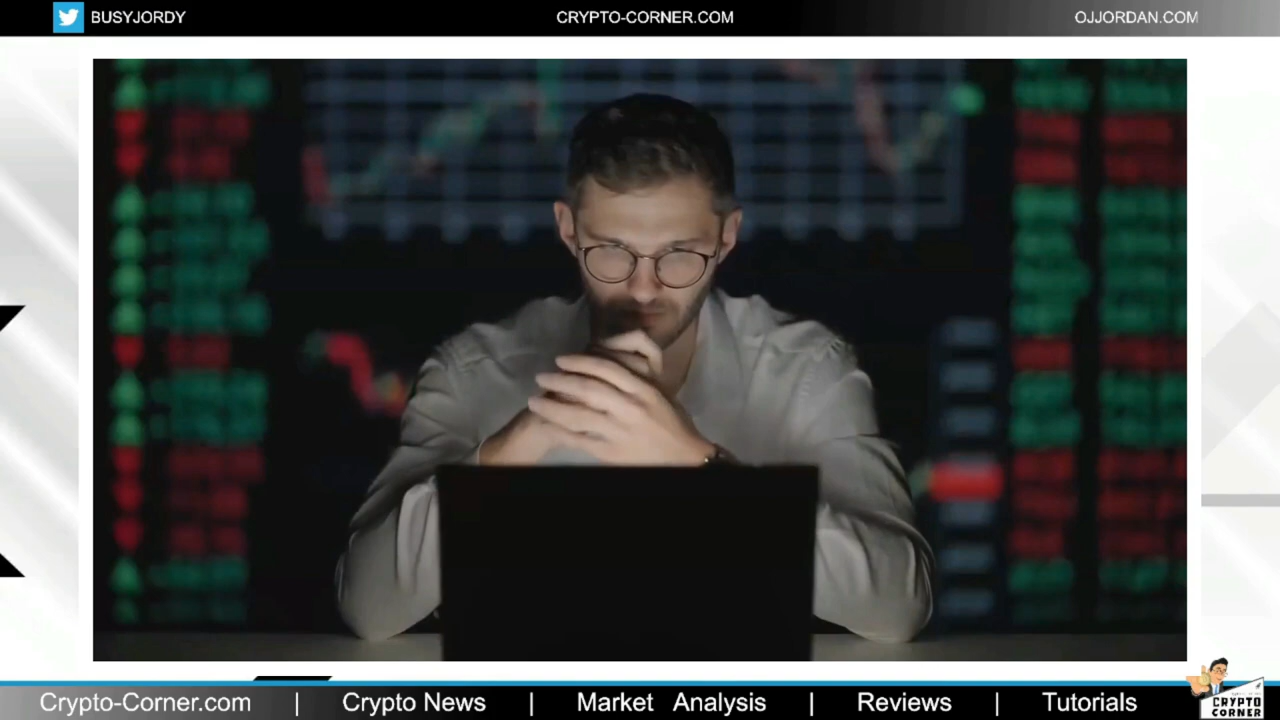 BUSYJORDY
CRYPTO-CORNER.COM
OJJORDAN.COM
Crypto-Corner.com | Crypto News | Market Analysis | Reviews | Tutorials
CRYPTO
CORNER